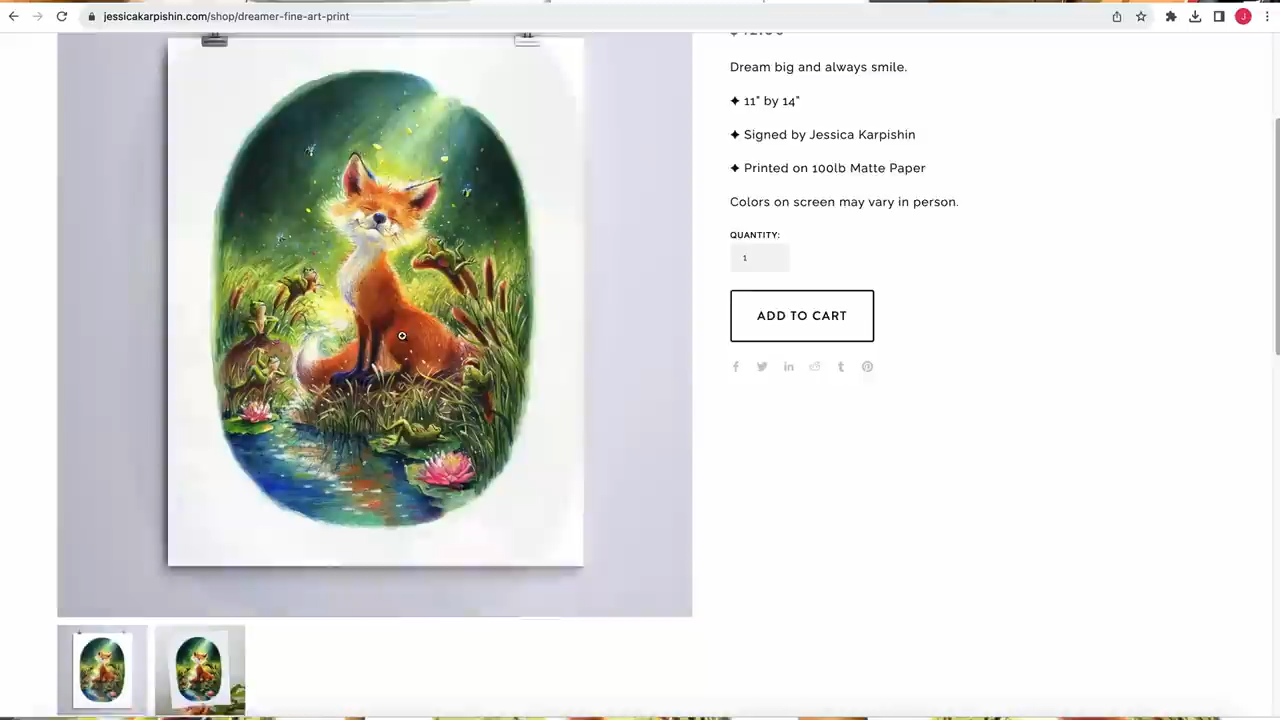 jessicakarpishin.com/shop/dreamer-fine-art-print
J
Dream big and always smile.
✦ 11" by 14"
✦ Signed by Jessica Karpishin
✦ Printed on 100lb Matte Paper
Colors on screen may vary in person.
QUANTITY:
1
ADD TO CART